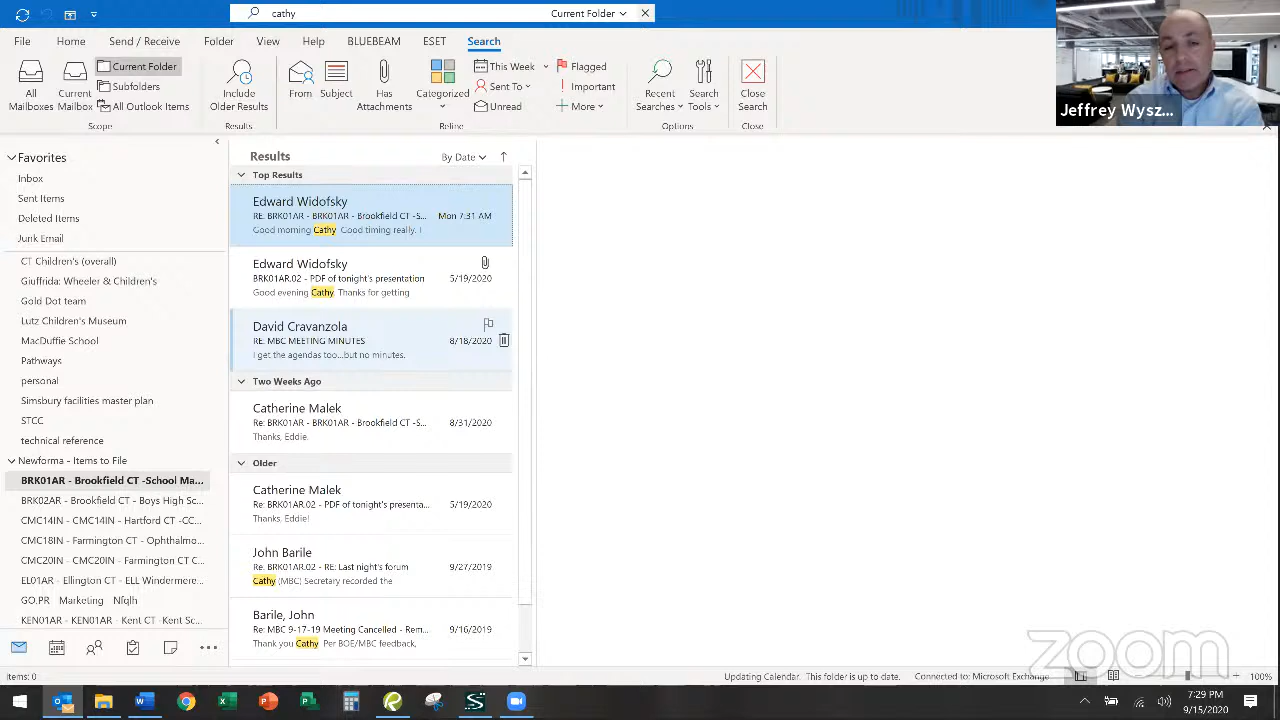 cathy Current Folder
File Home Send / Receive Folder View Help BLUEBEAM ESET Search
All Mailboxes
Current Mailbox
Current Folder
Subfolders
All Outlook Items
Scope
Include Older Results
Results
From
Subject
Has Attachments
Categorized
This Week
Sent To
Unread
Flagged
Important
More
Refine
Recent Searches
Search Tools
Options
Close Search
Close
Jeffrey Wysz...
Favorites
Inbox
Sent Items
Deleted Items
Junk Email
CT Children's (overall)
Giuffrida: Wheeler & Children's
Gold Dot team
Lutz Children's Museum
MacDuffie School
Pathways
personal
Simsbury facilities master plan
STCC
technical reference
Newforma - Items to File
BRK01AR - Brookfield CT -School Ma...
BRK02AR - Brookfield CT - Boys High Sc...
CMC14IN - CMC14IN - Hartford CT -CC...
CMC18IN - Farmington CT - Ophthalmo...
CMC20IN - CMC20IN - Farmington CT C...
EL01AR - Ellington CT - ELL Windermere...
GO.PR - Marketing -
KEN01AR - KEN01AR - Kent CT -Kent Sc...
Results By Date
Top Results
Edward Widofsky
RE: BRK01AR - BRK01AR - Brookfield CT -S... Mon 7:31 AM
Good morning Cathy Good timing really. I
Edward Widofsky
BRK01AR.02 - PDF of tonight's presentation 5/19/2020
Good evening Cathy, Thanks for getting
David Cravanzola
RE: MBC MEETING MINUTES 8/18/2020
I get the agendas too...but no minutes.
Two Weeks Ago
Catherine Malek
Re: BRK01AR - BRK01AR - Brookfield CT -S... 8/31/2020
Thanks, Eddie.
Older
Catherine Malek
Re: BRK01AR.02 - PDF of tonight's presenta... 5/19/2020
Thanks, Eddie!
John Barile
Re: BRK01AR.02 - RE: Last night's forum 9/27/2019
Cathy (MBC) Secretary recorded the
Barile, John
Re: MBC 9-17-19 Meeting Cancelled - Rem... 9/16/2019
Thank you Cathy. Per BOE/MBC feedback,
zoom
Items: 0 Updating Calendar. This folder is up to date. Connected to: Microsoft Exchange 100%
7:29 PM
9/15/2020